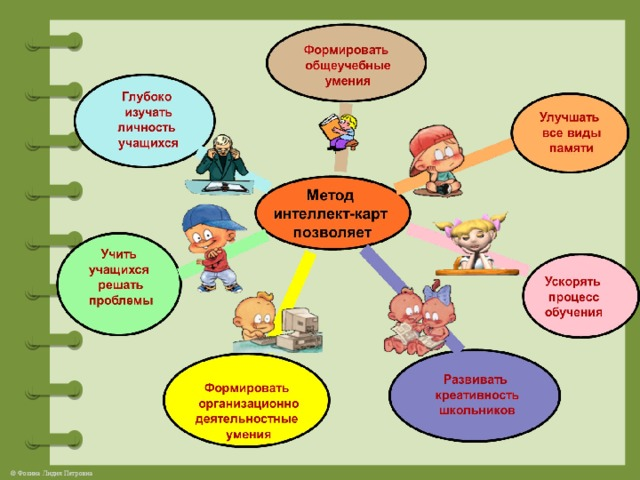 Формировать
общеучебные
умения
Глубоко
изучать
личность
учащихся
Улучшать
все виды
памяти
Метод
интеллект-карт
позволяет
Учить
учащихся
решать
проблемы
Ускорять
процесс
обучения
Формировать
организационно
деятельностные
умения
Развивать
креативность
школьников
© Фокина Лидия Петровна